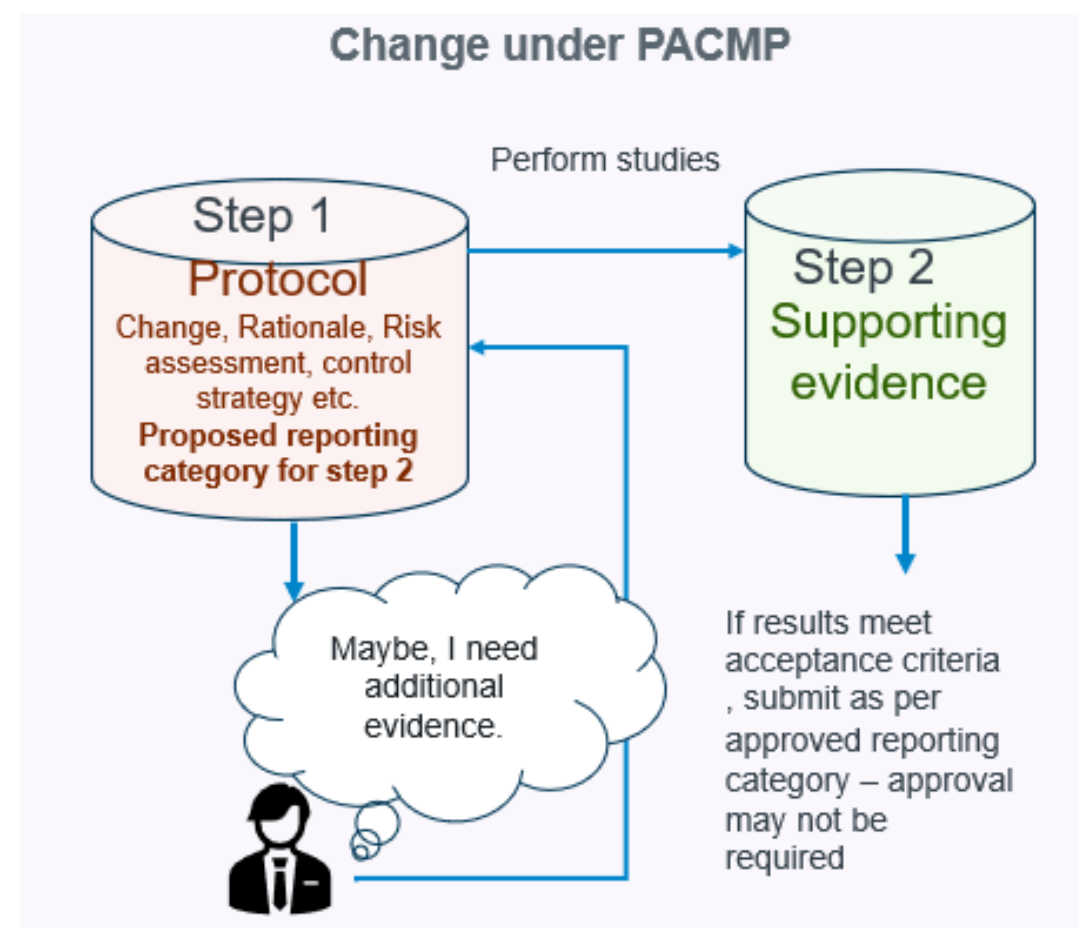 Change under PACMP
Perform studies
Step 1
Protocol
Change, Rationale, Risk
assessment, control
strategy etc.
Proposed reporting
category for step 2
Step 2
Supporting
evidence
Maybe, I need
additional
evidence.
If results meet
acceptance criteria
, submit as per
approved reporting
category – approval
may not be
required